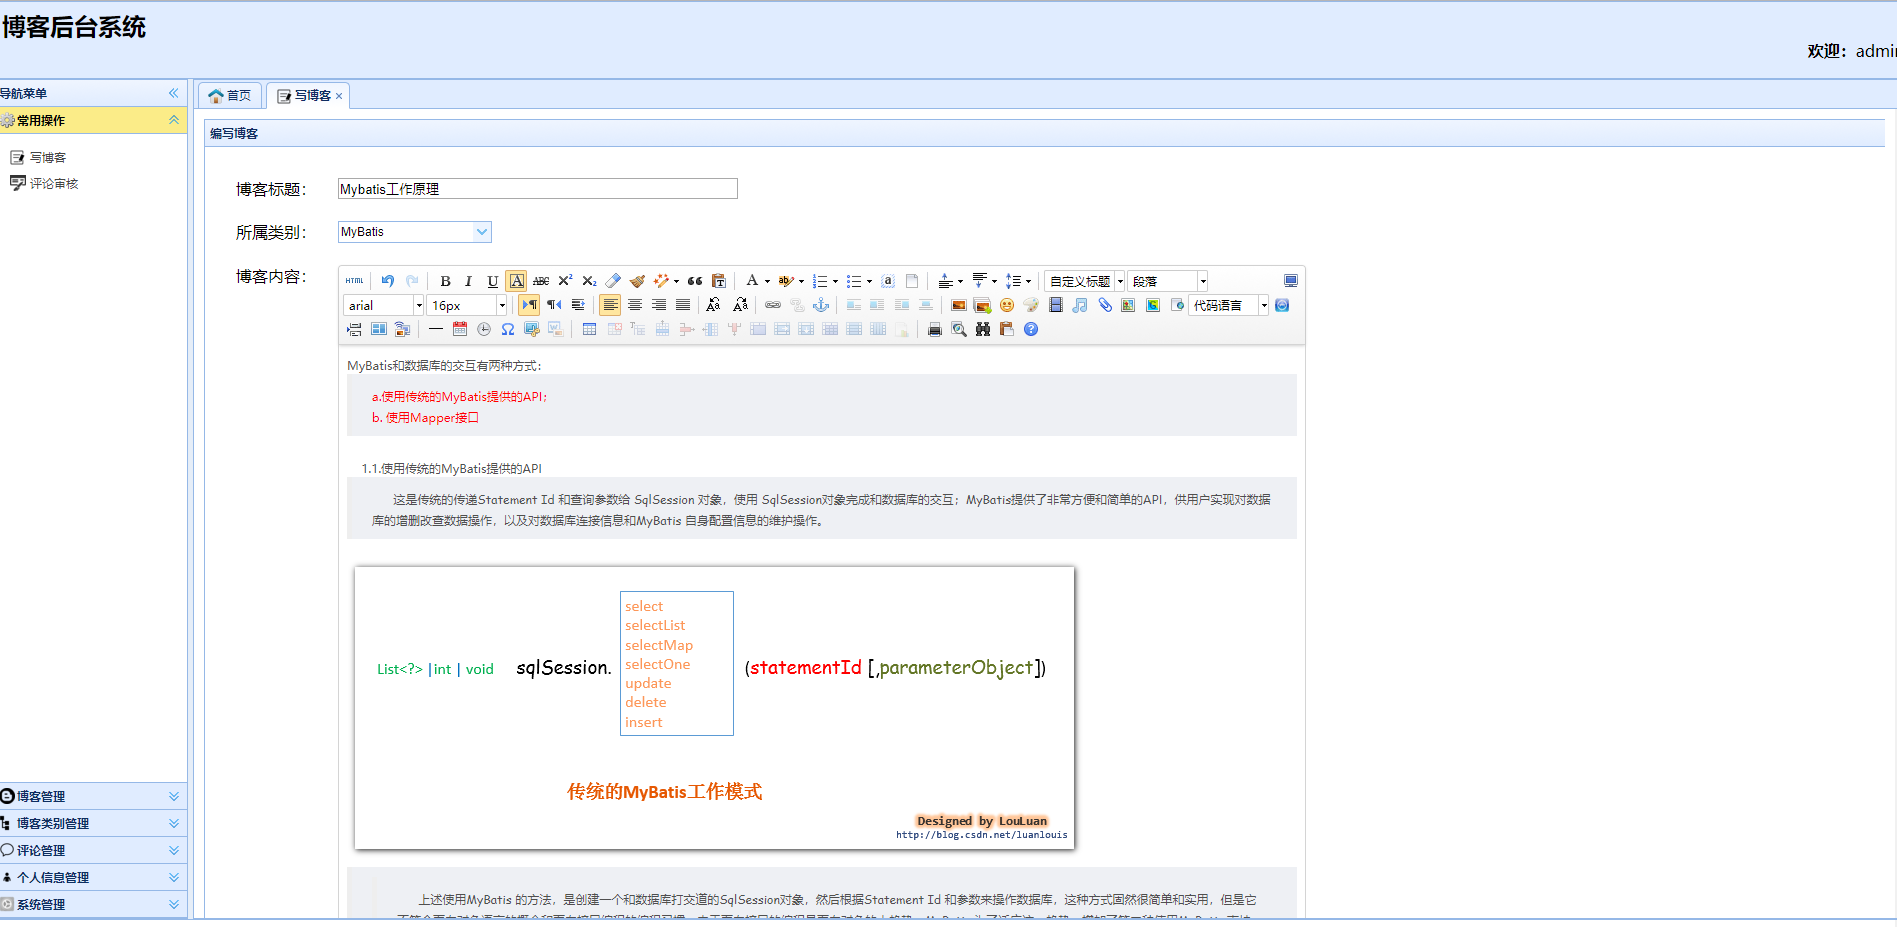 博客后台系统
欢迎：admin
导航菜单
常用操作
写博客
评论审核
博客管理
博客类别管理
评论管理
个人信息管理
系统管理
首页
写博客
编写博客
博客标题：
Mybatis工作原理
所属类别：
MyBatis
博客内容：
HTML
B I U A ABC X² X₂
自定义标题 段落
arial 16px
代码语言
MyBatis和数据库的交互有两种方式：
a.使用传统的MyBatis提供的API；
b. 使用Mapper接口
1.1.使用传统的MyBatis提供的API
这是传统的传递Statement Id 和查询参数给 SqlSession 对象，使用 SqlSession对象完成和数据库的交互；MyBatis提供了非常方便和简单的API，供用户实现对数据
库的增删改查数据操作，以及对数据库连接信息和MyBatis 自身配置信息的维护操作。
List<?> |int | void sqlSession.
select
selectList
selectMap
selectOne
update
delete
insert
(statementId [,parameterObject])
传统的MyBatis工作模式
Designed by LouLuan
http://blog.csdn.net/luanlouis
上述使用MyBatis 的方法，是创建一个和数据库打交道的SqlSession对象，然后根据Statement Id 和参数来操作数据库，这种方式固然很简单和实用，但是它